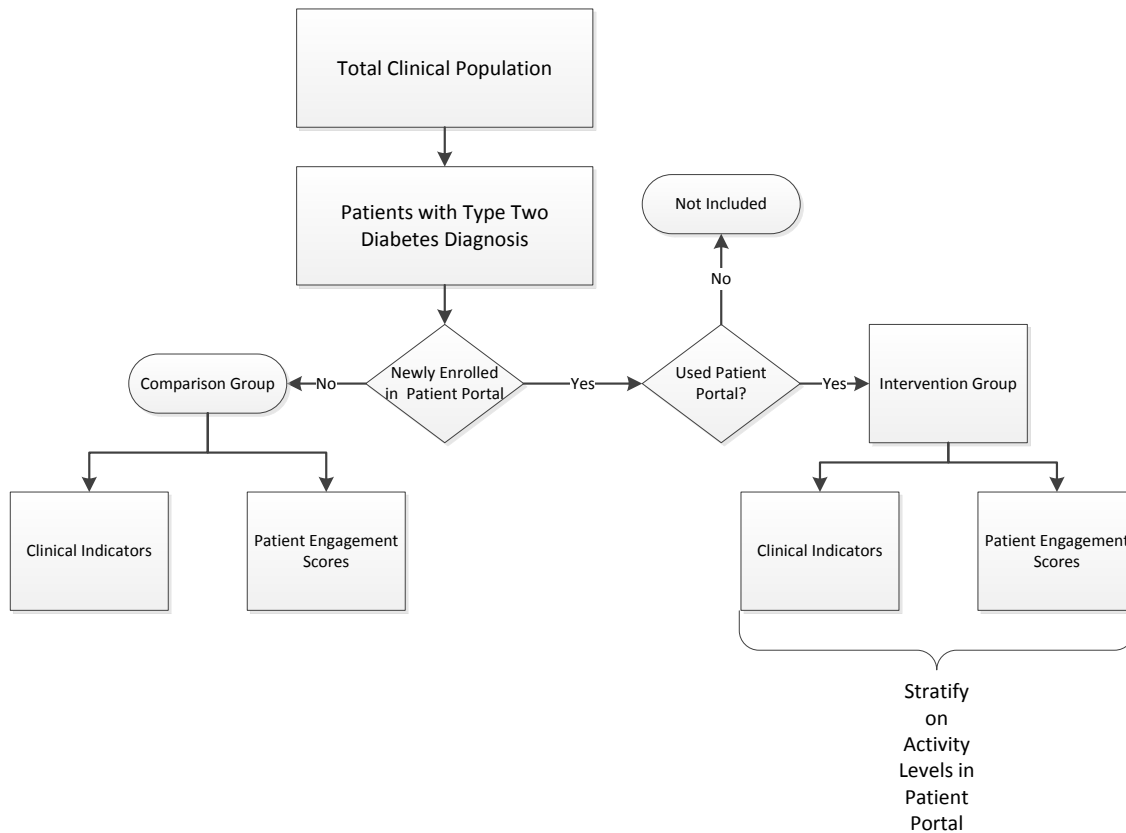 Total Clinical Population
Patients with Type Two
Diabetes Diagnosis
Not Included
No
Newly Enrolled
in Patient Portal
Used Patient
Portal?
Comparison Group
No
Yes
Yes
Intervention Group
Clinical Indicators
Patient Engagement
Scores
Clinical Indicators
Patient Engagement
Scores
Stratify
on
Activity
Levels in
Patient
Portal